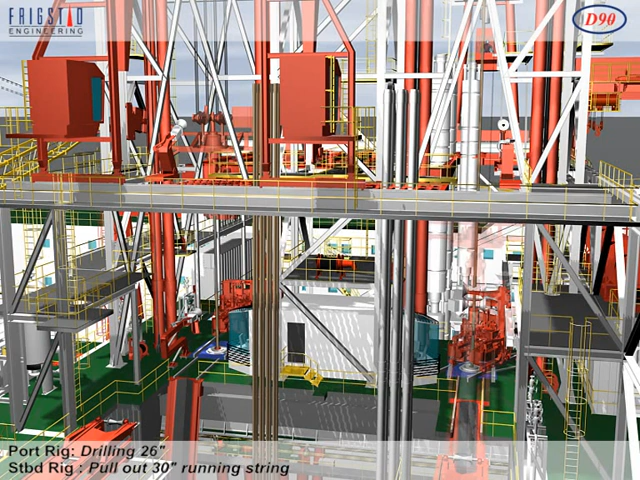 FRIGSTAD
ENGINEERING
D90
Port Rig: Drilling 26"
Stbd Rig : Pull out 30" running string